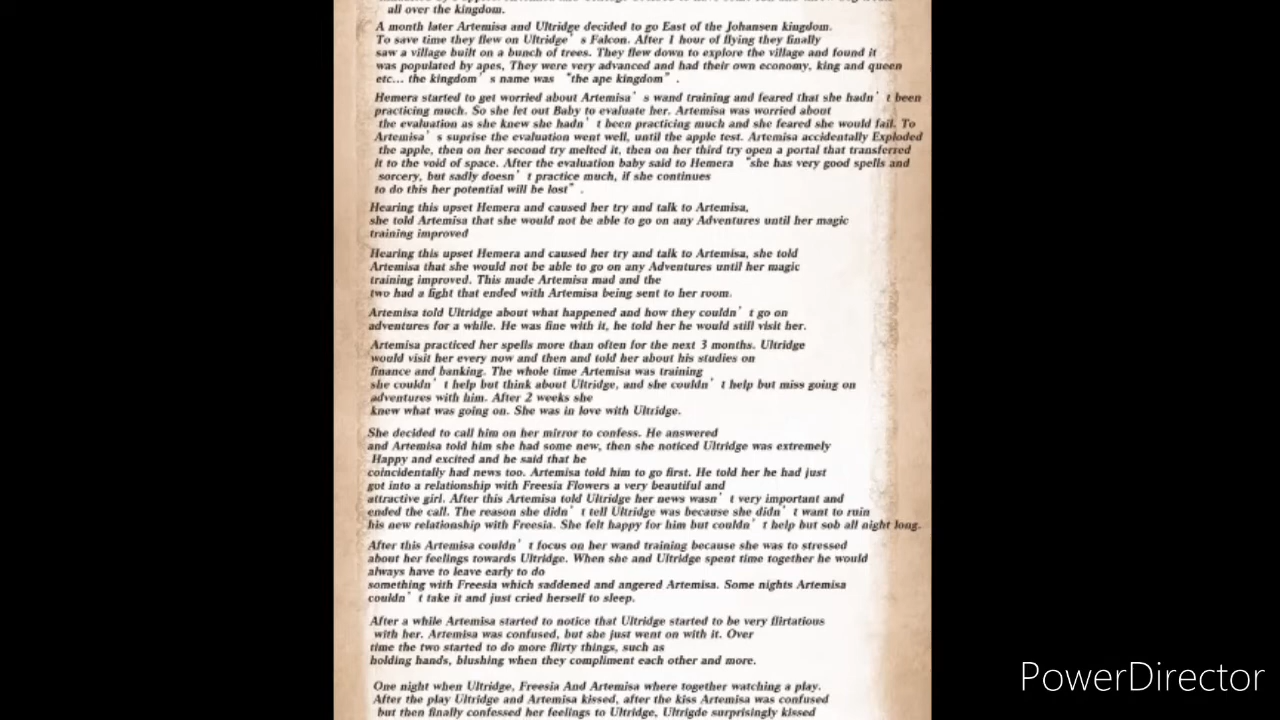 all over the kingdom.
A month later Artemisa and Ultridge decided to go East of the Johansen kingdom.
To save time they flew on Ultridge's Falcon. After 1 hour of flying they finally
saw a village built on a bunch of trees. They flew down to explore the village and found it
was populated by apes, They were very advanced and had their own economy, king and queen
etc... the kingdom's name was "the ape kingdom".
Hemera started to get worried about Artemisa's wand training and feared that she hadn't been
practicing much. So she let out Baby to evaluate her. Artemisa was worried about
the evaluation as she knew she hadn't been practicing much and she feared she would fail. To
Artemisa's suprise the evaluation went well, until the apple test. Artemisa accidentally Exploded
the apple, then on her second try melted it, then on her third try open a portal that transferred
it to the void of space. After the evaluation baby said to Hemera "she has very good spells and
sorcery, but sadly doesn't practice much, if she continues
to do this her potential will be lost".
Hearing this upset Hemera and caused her try and talk to Artemisa,
she told Artemisa that she would not be able to go on any Adventures until her magic
training improved
Hearing this upset Hemera and caused her try and talk to Artemisa, she told
Artemisa that she would not be able to go on any Adventures until her magic
training improved. This made Artemisa mad and the
two had a fight that ended with Artemisa being sent to her room.
Artemisa told Ultridge about what happened and how they couldn't go on
adventures for a while. He was fine with it, he told her he would still visit her.
Artemisa practiced her spells more than often for the next 3 months. Ultridge
would visit her every now and then and told her about his studies on
finance and banking. The whole time Artemisa was training
she couldn't help but think about Ultridge, and she couldn't help but miss going on
adventures with him. After 2 weeks she
knew what was going on. She was in love with Ultridge.
She decided to call him on her mirror to confess. He answered
and Artemisa told him she had some new, then she noticed Ultridge was extremely
Happy and excited and he said that he
coincidentally had news too. Artemisa told him to go first. He told her he had just
got into a relationship with Freesia Flowers a very beautiful and
attractive girl. After this Artemisa told Ultridge her news wasn't very important and
ended the call. The reason she didn't tell Ultridge was because she didn't want to ruin
his new relationship with Freesia. She felt happy for him but couldn't help but sob all night long.
After this Artemisa couldn't focus on her wand training because she was to stressed
about her feelings towards Ultridge. When she and Ultridge spent time together he would
always have to leave early to do
something with Freesia which saddened and angered Artemisa. Some nights Artemisa
couldn't take it and just cried herself to sleep.
After a while Artemisa started to notice that Ultridge started to be very flirtatious
with her. Artemisa was confused, but she just went on with it. Over
time the two started to do more flirty things, such as
holding hands, blushing when they compliment each other and more.
One night when Ultridge, Freesia And Artemisa where together watching a play.
After the play Ultridge and Artemisa kissed, after the kiss Artemisa was confused
but then finally confessed her feelings to Ultridge, Ultrigde surprisingly kissed
PowerDirector